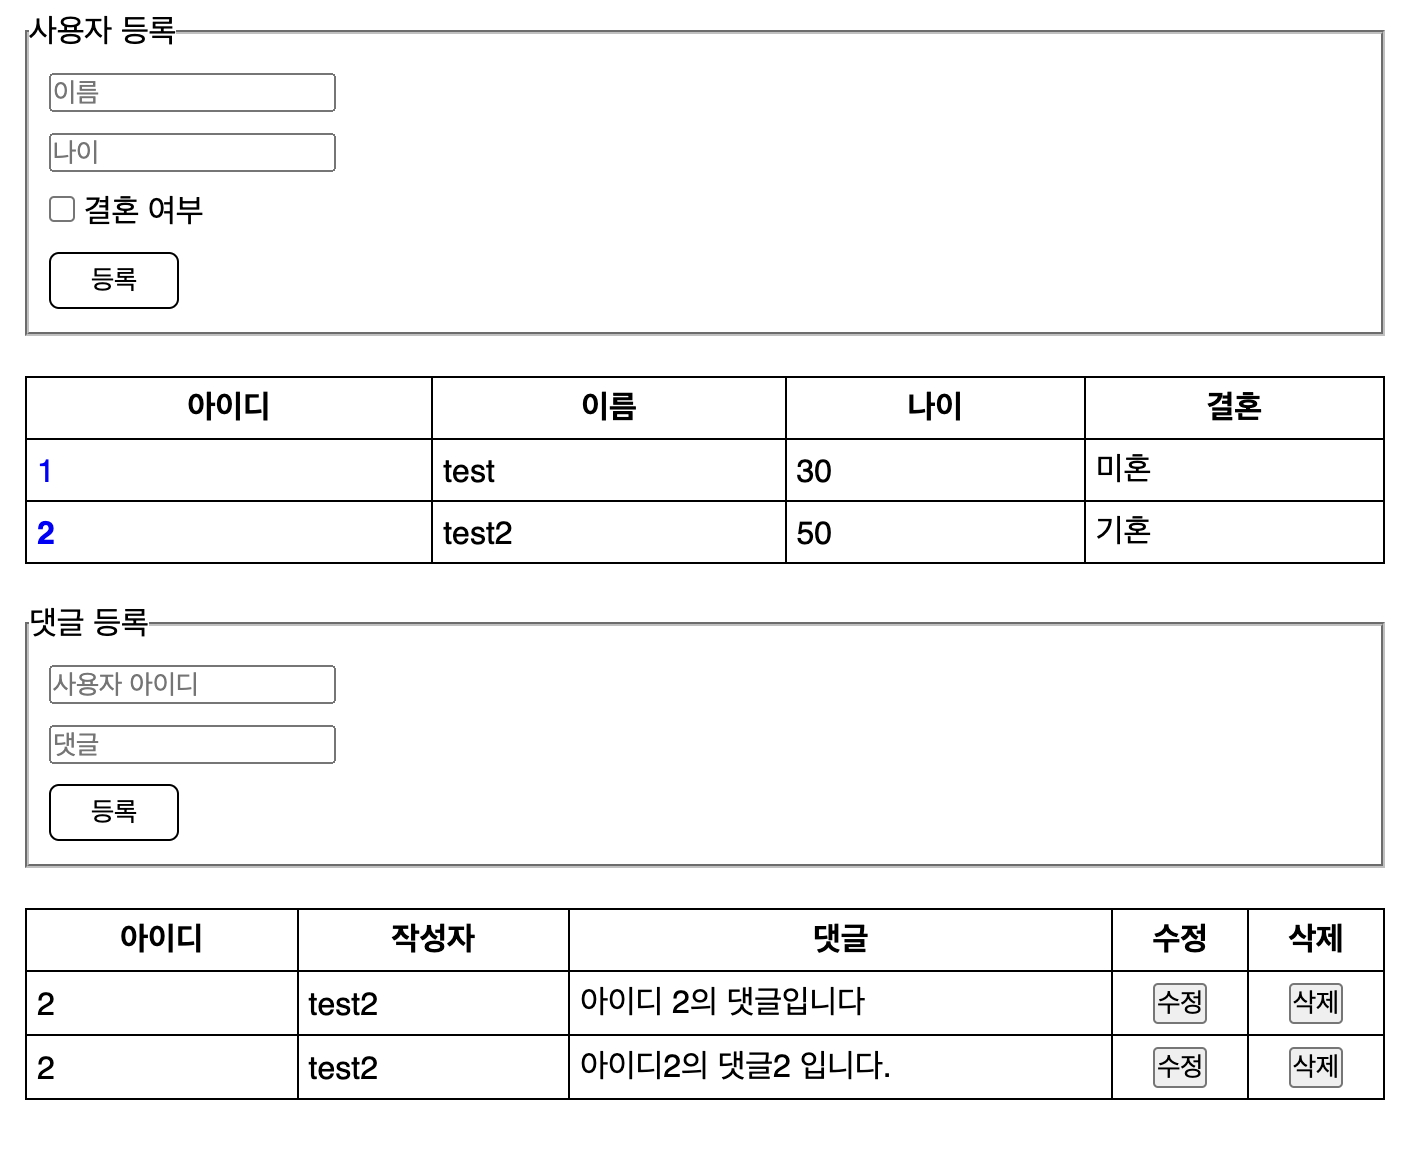 사용자 등록
이름
나이
결혼 여부
등록
아이디 이름 나이 결혼
1 test 30 미혼
2 test2 50 기혼
댓글 등록
사용자 아이디
댓글
등록
아이디 작성자 댓글 수정 삭제
2 test2 아이디 2의 댓글입니다 수정 삭제
2 test2 아이디2의 댓글2 입니다. 수정 삭제